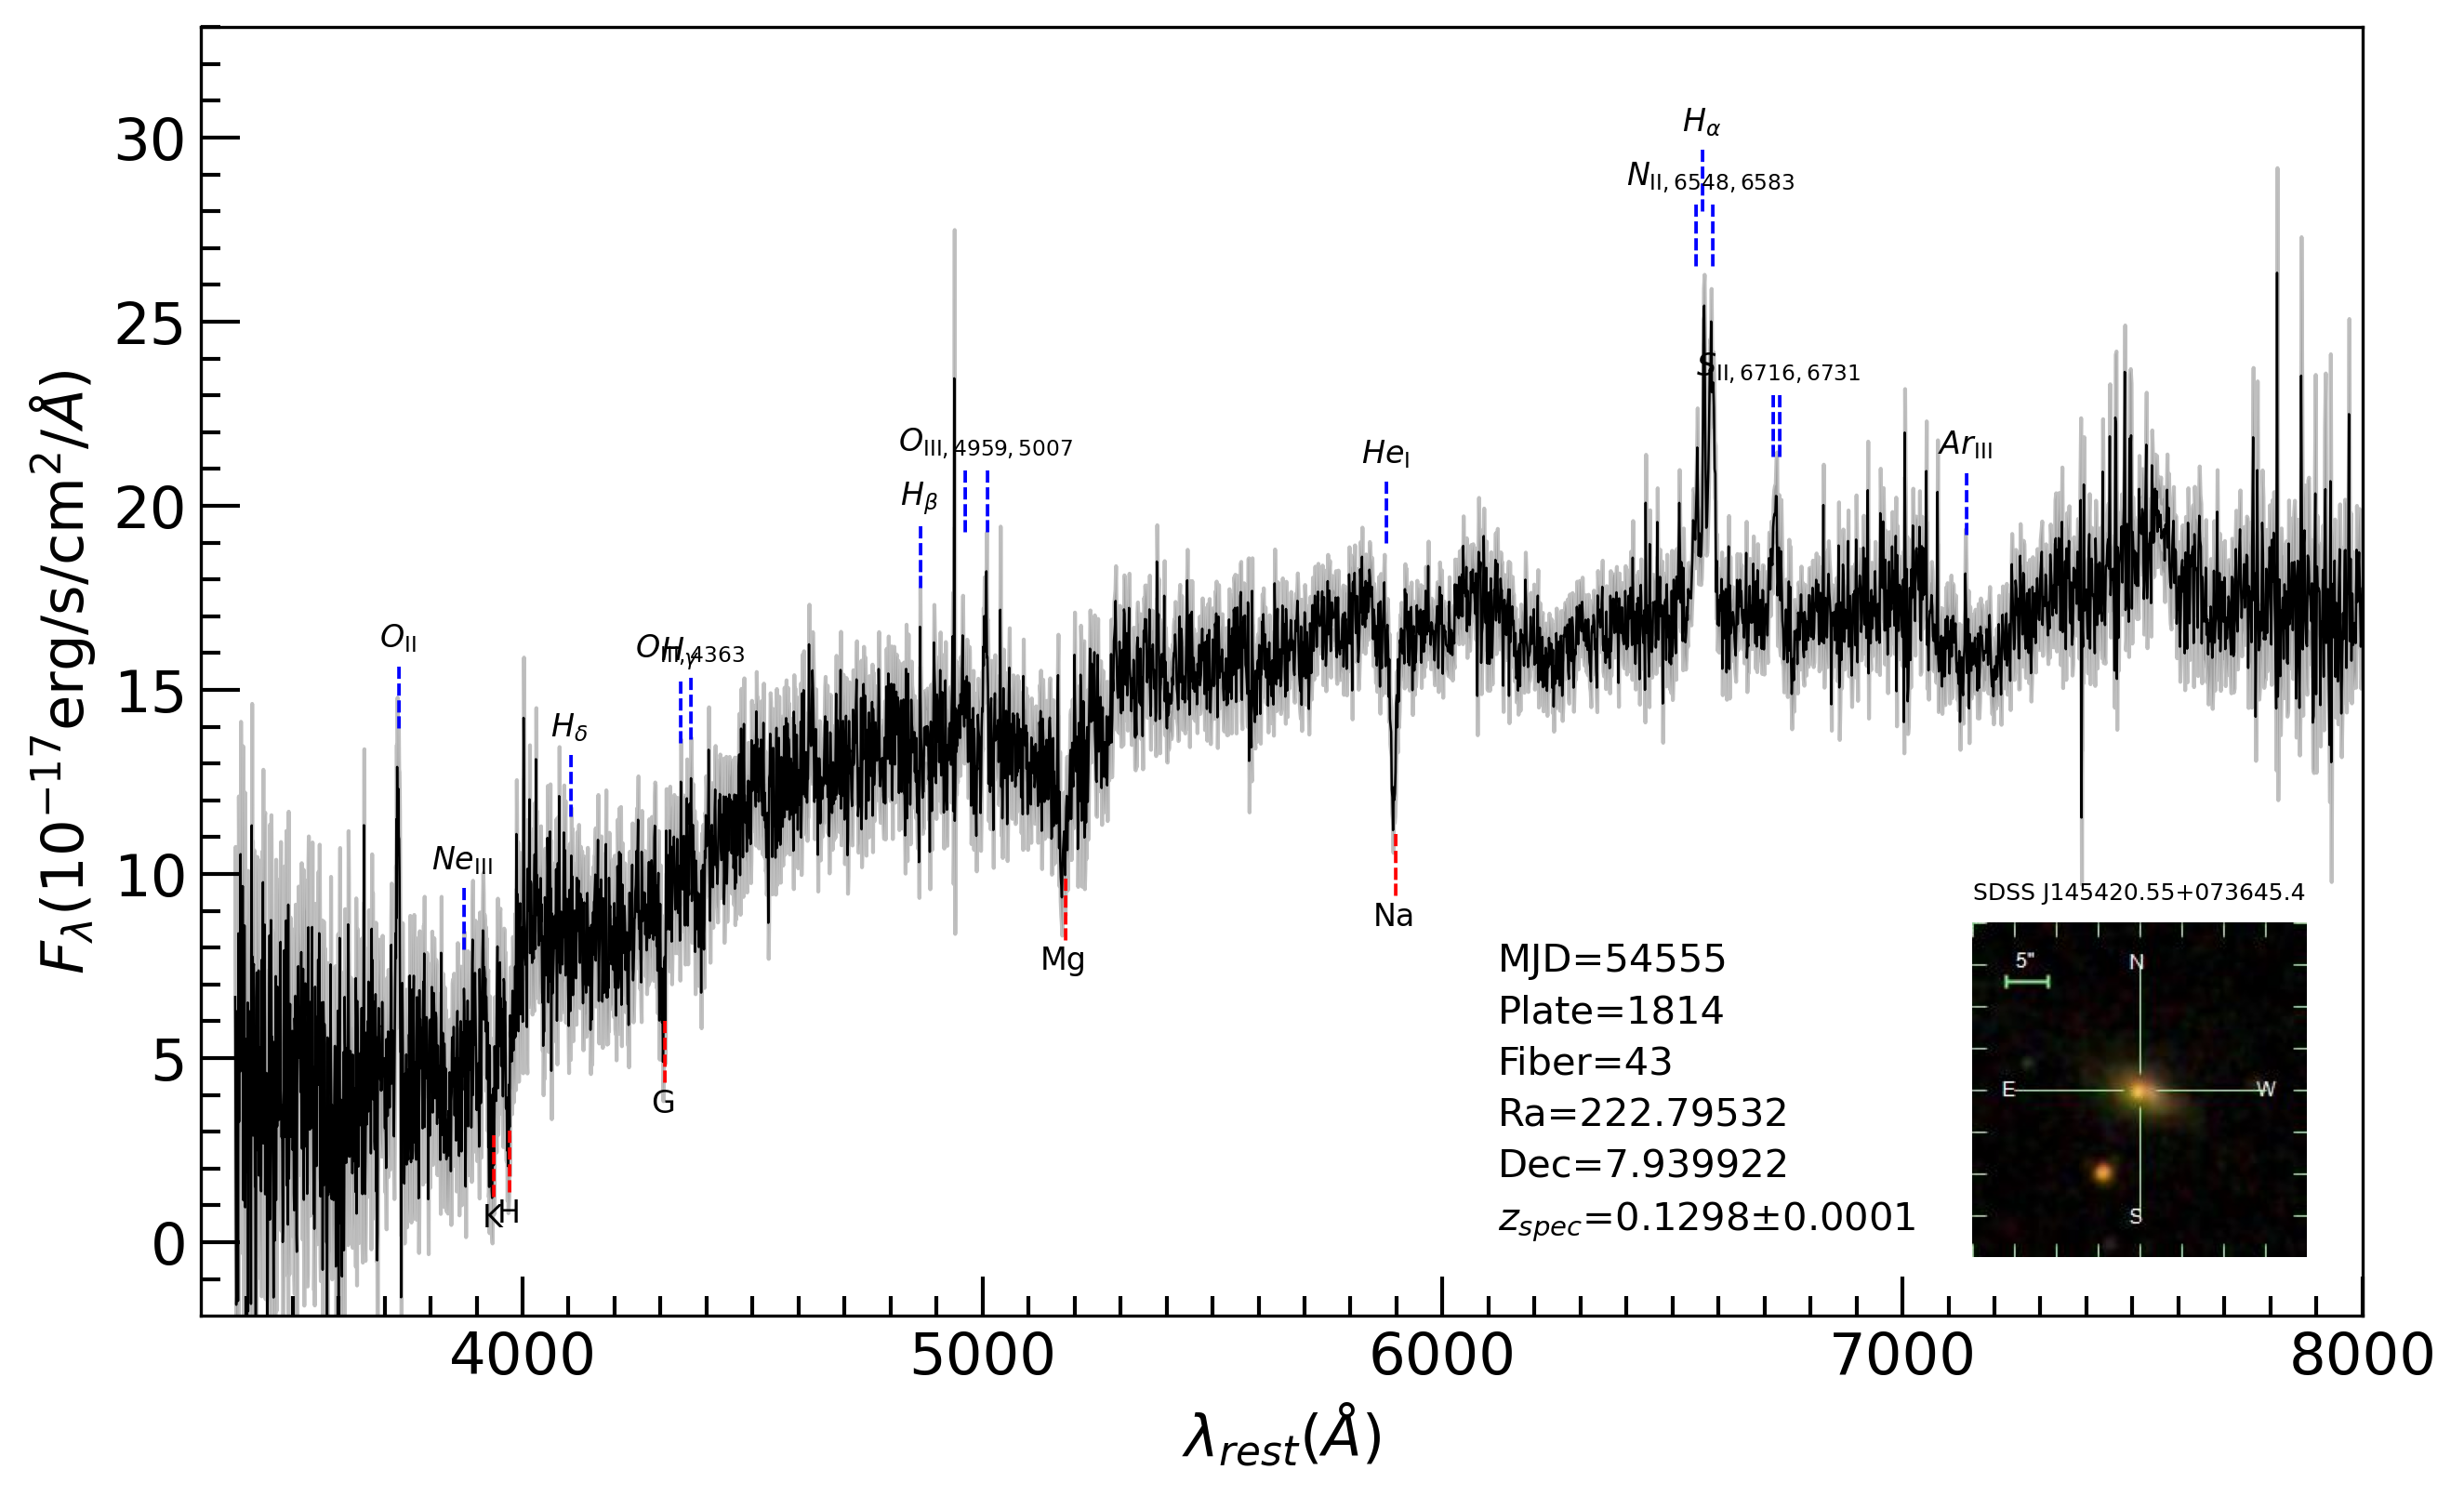 H_α
N_II, 6548, 6583
S_II, 6716, 6731
O_III, 4959, 5007
He_I
Ar_III
H_β
O_II
O_III, 4363
H_γ
H_δ
Ne_III
K
H
G
Mg
Na
MJD=54555
Plate=1814
Fiber=43
Ra=222.79532
Dec=7.939922
z_spec=0.1298±0.0001
SDSS J145420.55+073645.4
5"
N
E
W
S
30
25
20
15
10
5
0
F_λ(10^−17erg/s/cm^2/Å)
4000
5000
6000
7000
8000
λ_rest(Å)